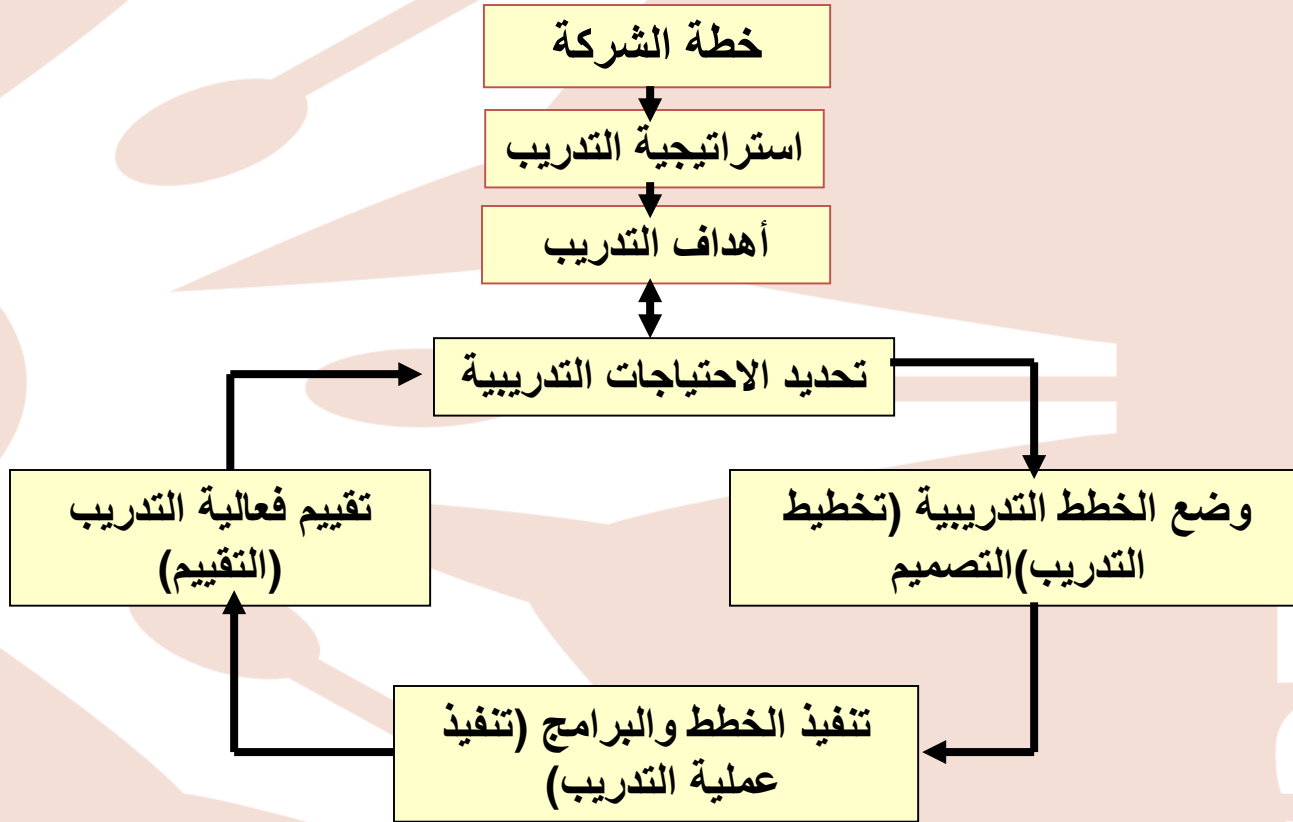 خطة الشركة
استراتيجية التدريب
أهداف التدريب
تحديد الاحتياجات التدريبية
وضع الخطط التدريبية (تخطيط
التدريب)التصميم
تنفيذ الخطط والبرامج (تنفيذ
عملية التدريب)
تقييم فعالية التدريب
(التقييم)